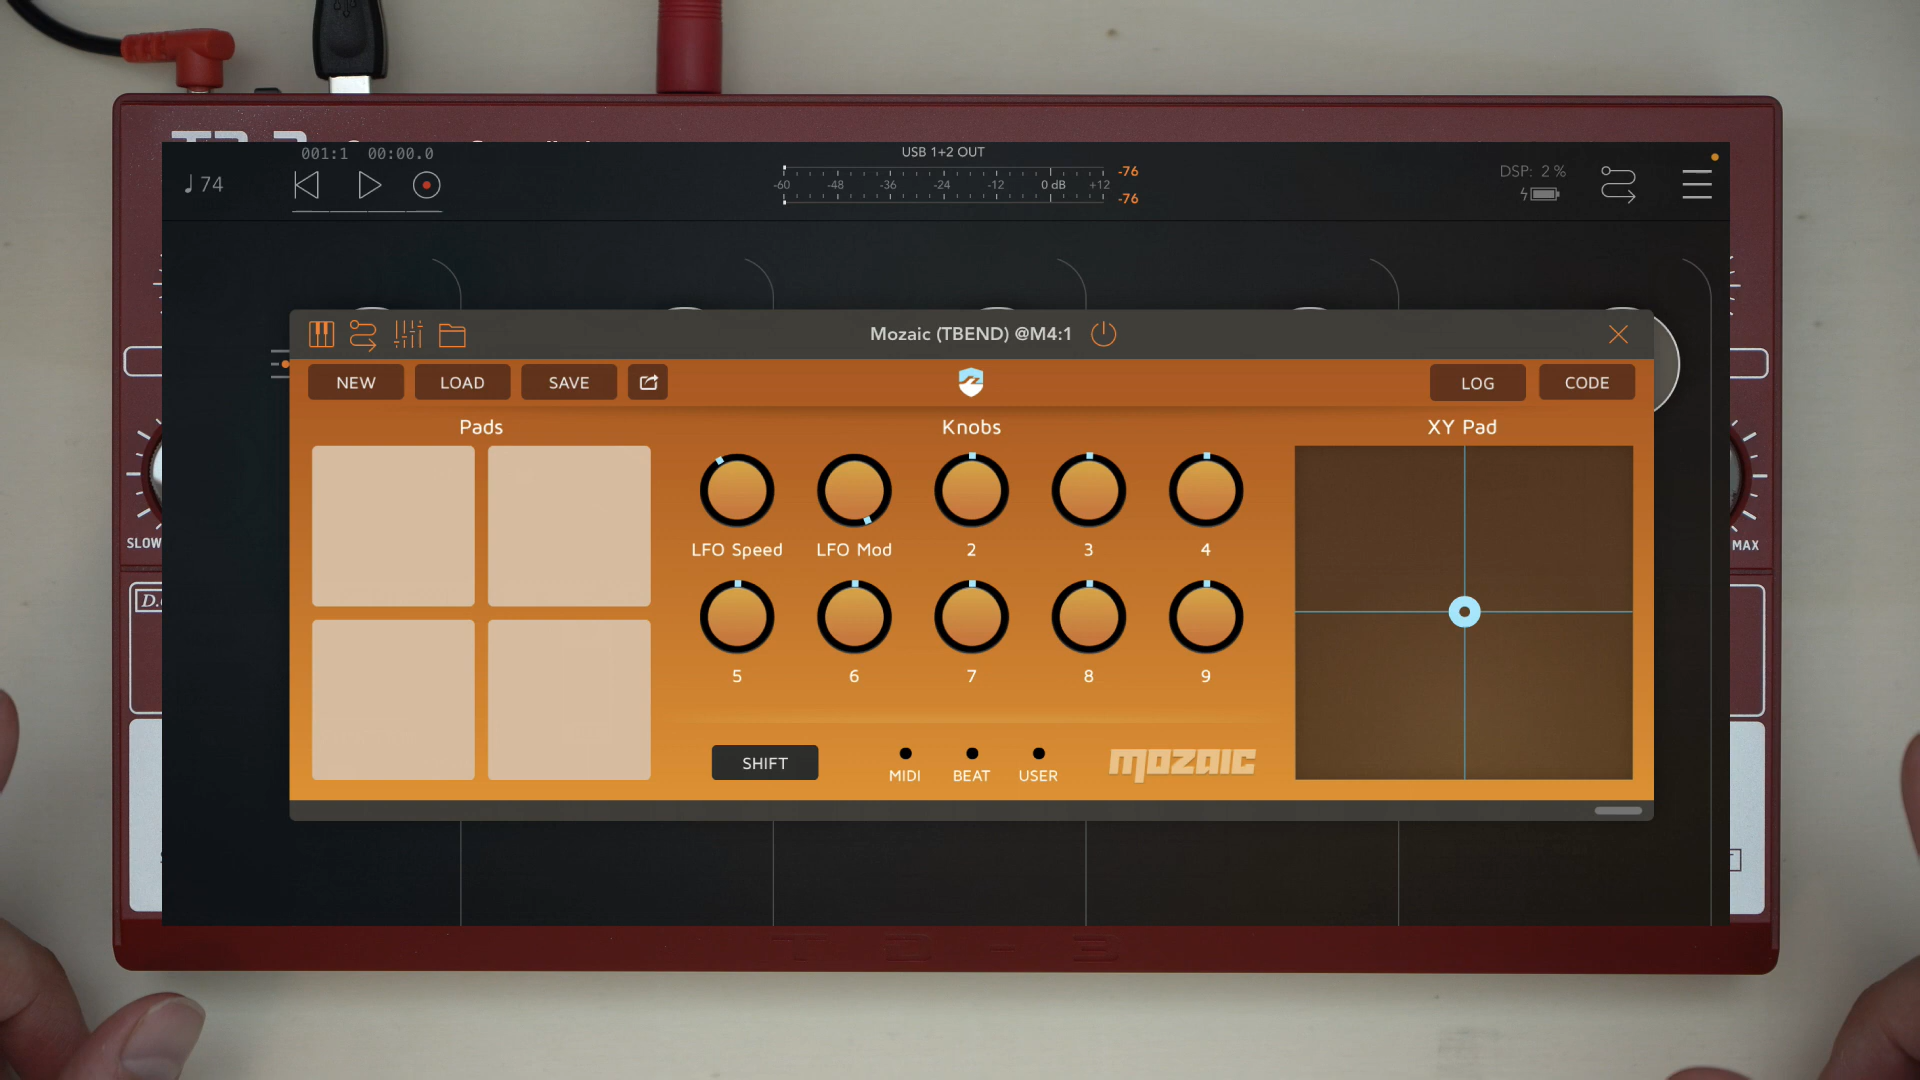 001:1 00:00.0
USB 1+2 OUT
74
-60 -48 -36 -24 -12 0 dB +12
-76
-76
DSP: 2 %
Mozaic (TBEND) @M4:1
NEW LOAD SAVE LOG CODE
Pads Knobs XY Pad
LFO Speed LFO Mod 2 3 4
SLOW
MAX
5 6 7 8 9
SHIFT
MIDI BEAT USER
mozaic
TB-3